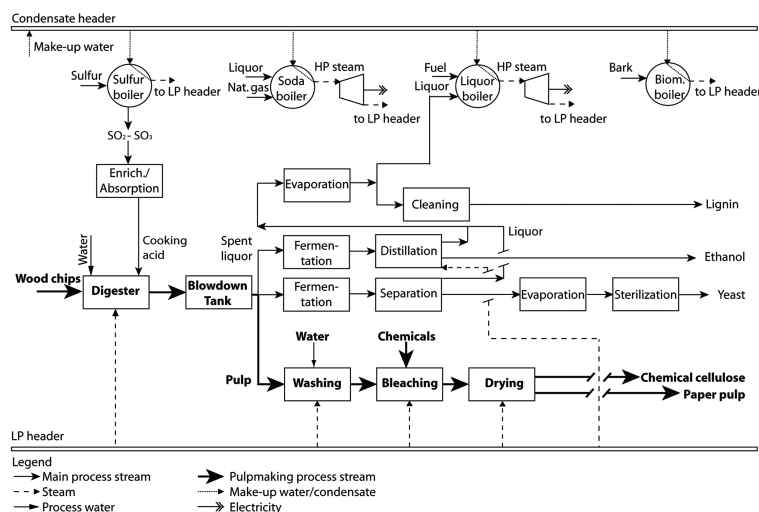 Condensate header
Make-up water
Sulfur
Sulfur
boiler
to LP header
Liquor
Nat. gas
Soda
boiler
HP steam
to LP header
Fuel
Liquor
Liquor
boiler
HP steam
to LP header
Bark
Biom.
boiler
to LP header
SO₂ - SO₃
Enrich./
Absorption
Evaporation
Cleaning
Lignin
Water
Cooking
acid
Spent
liquor
Fermen-
tation
Distillation
Liquor
Ethanol
Wood chips
Digester
Blowdown
Tank
Fermen-
tation
Separation
Evaporation
Sterilization
Yeast
Water
Chemicals
Pulp
Washing
Bleaching
Drying
Chemical cellulose
Paper pulp
LP header
Legend
Main process stream
Pulpmaking process stream
Steam
Make-up water/condensate
Process water
Electricity